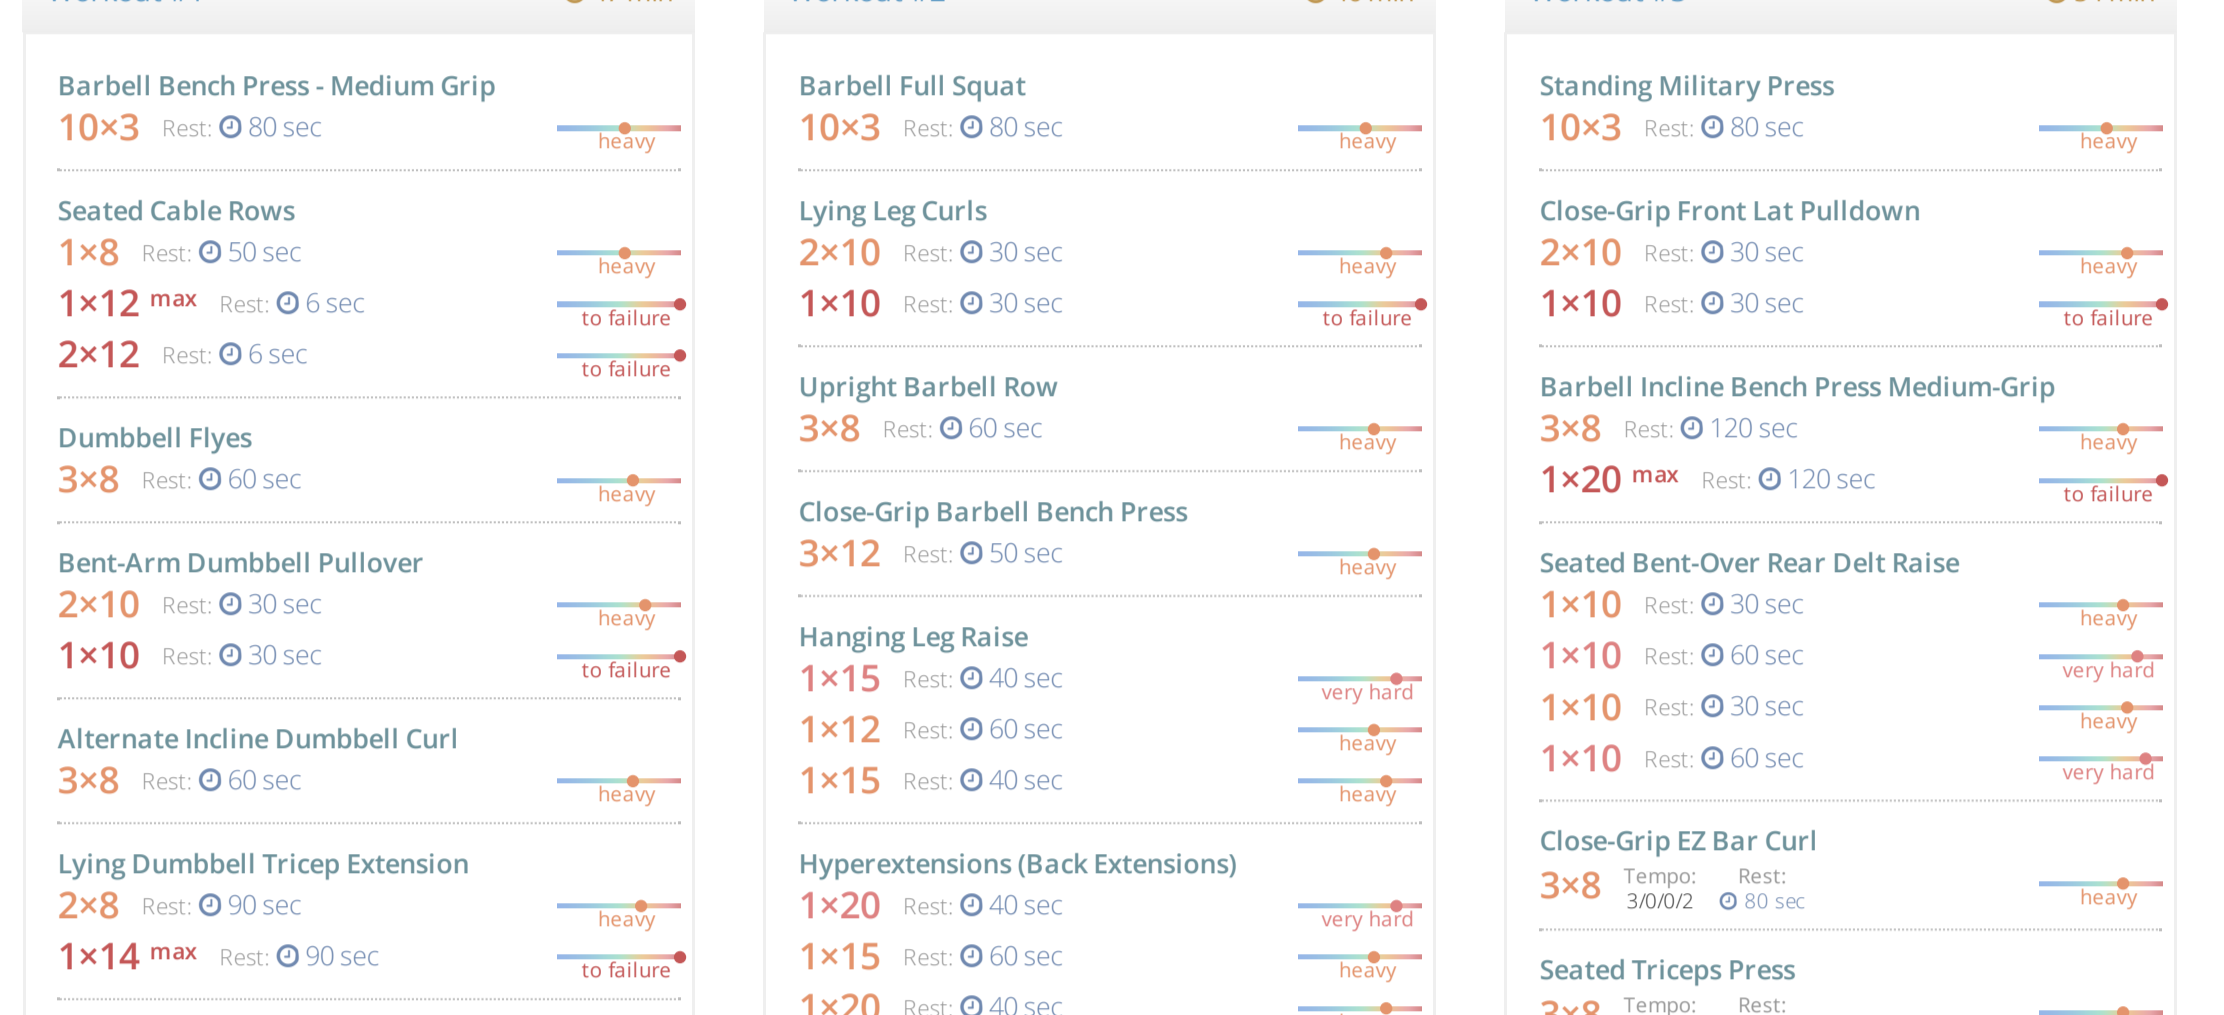 Barbell Bench Press - Medium Grip
10×3 Rest: 80 sec
heavy
Seated Cable Rows
1×8 Rest: 50 sec
heavy
1×12 max Rest: 6 sec
to failure
2×12 Rest: 6 sec
to failure
Dumbbell Flyes
3×8 Rest: 60 sec
heavy
Bent-Arm Dumbbell Pullover
2×10 Rest: 30 sec
heavy
1×10 Rest: 30 sec
to failure
Alternate Incline Dumbbell Curl
3×8 Rest: 60 sec
heavy
Lying Dumbbell Tricep Extension
2×8 Rest: 90 sec
heavy
1×14 max Rest: 90 sec
to failure
Barbell Full Squat
10×3 Rest: 80 sec
heavy
Lying Leg Curls
2×10 Rest: 30 sec
heavy
1×10 Rest: 30 sec
to failure
Upright Barbell Row
3×8 Rest: 60 sec
heavy
Close-Grip Barbell Bench Press
3×12 Rest: 50 sec
heavy
Hanging Leg Raise
1×15 Rest: 40 sec
very hard
1×12 Rest: 60 sec
heavy
1×15 Rest: 40 sec
heavy
Hyperextensions (Back Extensions)
1×20 Rest: 40 sec
very hard
1×15 Rest: 60 sec
heavy
1×20 Rest: 40 sec
Standing Military Press
10×3 Rest: 80 sec
heavy
Close-Grip Front Lat Pulldown
2×10 Rest: 30 sec
heavy
1×10 Rest: 30 sec
to failure
Barbell Incline Bench Press Medium-Grip
3×8 Rest: 120 sec
heavy
1×20 max Rest: 120 sec
to failure
Seated Bent-Over Rear Delt Raise
1×10 Rest: 30 sec
heavy
1×10 Rest: 60 sec
very hard
1×10 Rest: 30 sec
heavy
1×10 Rest: 60 sec
very hard
Close-Grip EZ Bar Curl
3×8 Tempo: Rest:
3/0/0/2 80 sec
heavy
Seated Triceps Press
3×8 Tempo: Rest: